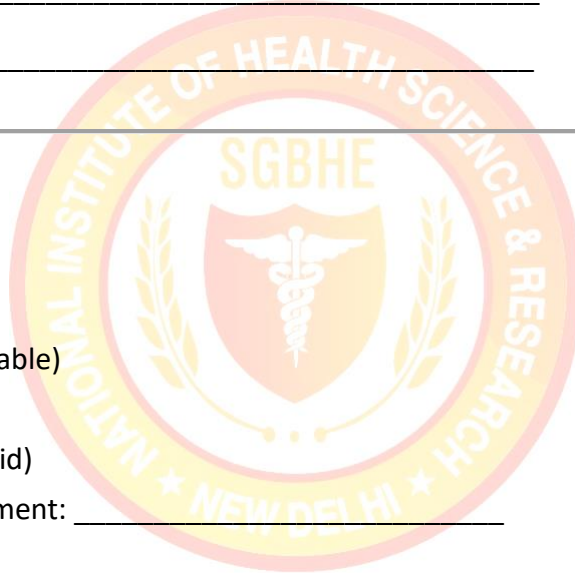 NATIONAL INSTITUTE OF HEALTH SCIENCE & RESEARCH
SGBHE
able)
id)
ment: ___________________________
★ NEW DELHI ★